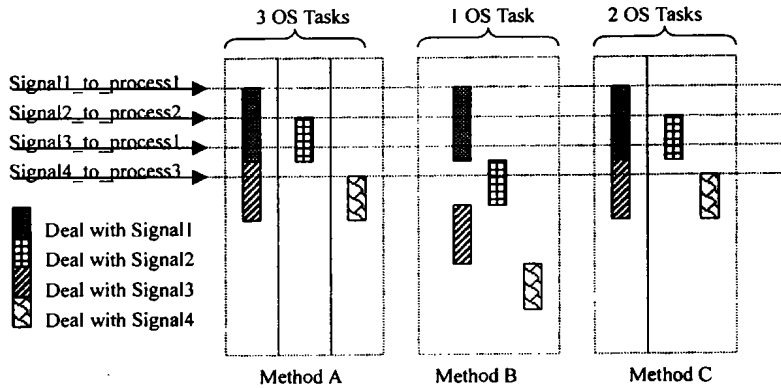 3 OS Tasks
1 OS Task
2 OS Tasks
Signal1_to_process1
Signal2_to_process2
Signal3_to_process1
Signal4_to_process3
Deal with Signal1
Deal with Signal2
Deal with Signal3
Deal with Signal4
Method A
Method B
Method C